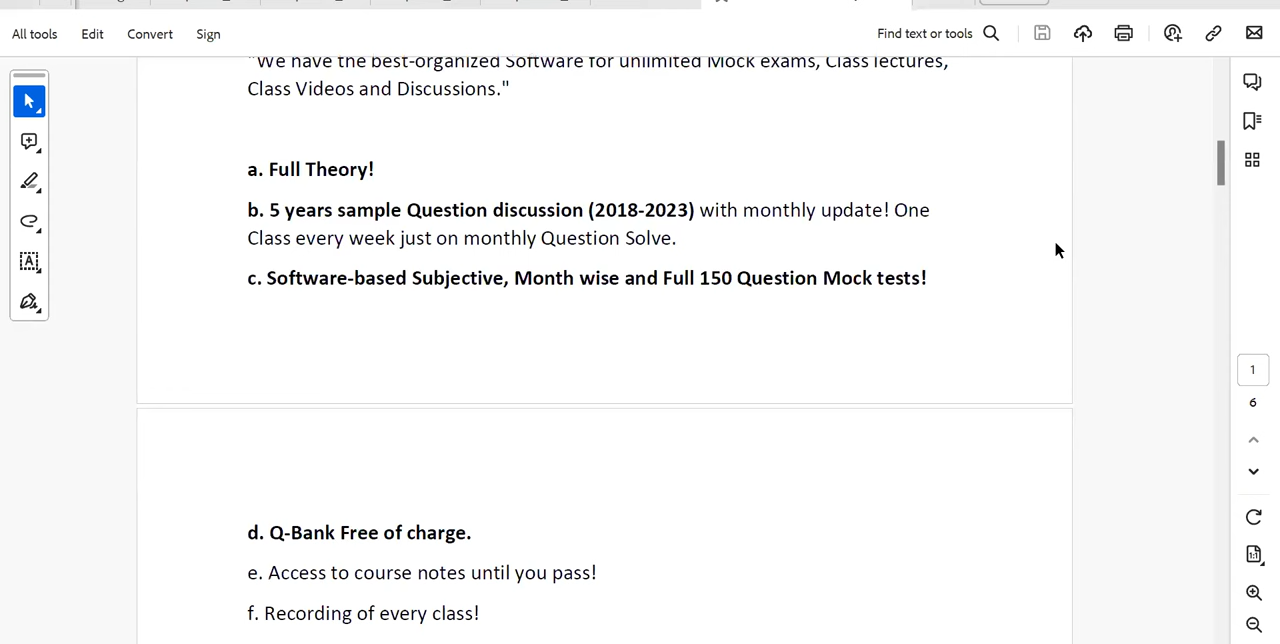 All tools Edit Convert Sign Find text or tools
"We have the best-organized Software for unlimited Mock exams, Class lectures,
Class Videos and Discussions."
a. Full Theory!
b. 5 years sample Question discussion (2018-2023) with monthly update! One
Class every week just on monthly Question Solve.
c. Software-based Subjective, Month wise and Full 150 Question Mock tests!
1
6
d. Q-Bank Free of charge.
e. Access to course notes until you pass!
f. Recording of every class!